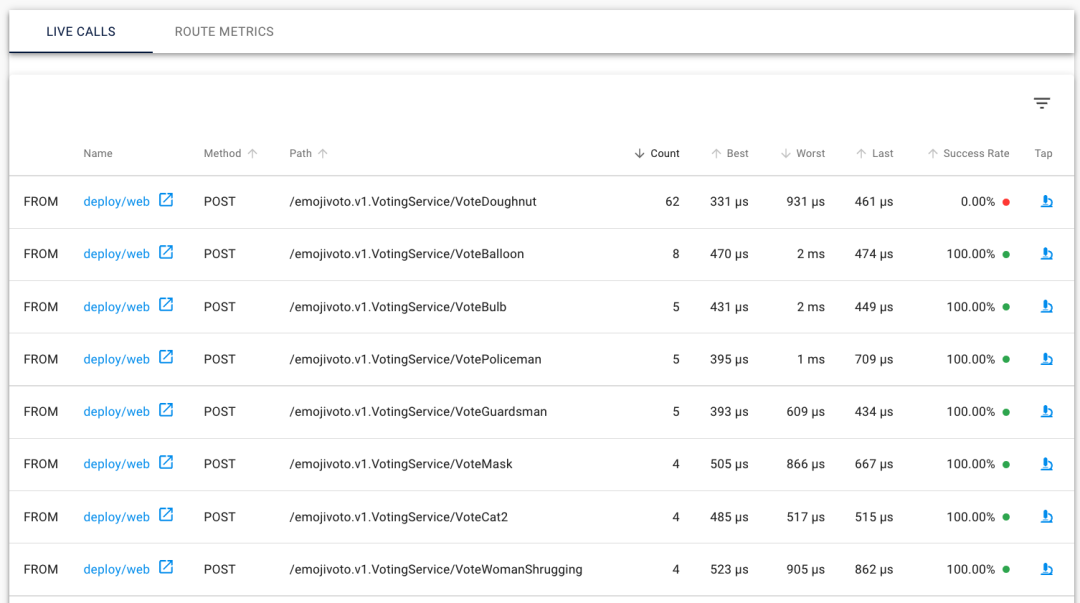 LIVE CALLS ROUTE METRICS
Name Method Path Count Best Worst Last Success Rate Tap
FROM deploy/web POST /emojivoto.v1.VotingService/VoteDoughnut 62 331 µs 931 µs 461 µs 0.00%
FROM deploy/web POST /emojivoto.v1.VotingService/VoteBalloon 8 470 µs 2 ms 474 µs 100.00%
FROM deploy/web POST /emojivoto.v1.VotingService/VoteBulb 5 431 µs 2 ms 449 µs 100.00%
FROM deploy/web POST /emojivoto.v1.VotingService/VotePoliceman 5 395 µs 1 ms 709 µs 100.00%
FROM deploy/web POST /emojivoto.v1.VotingService/VoteGuardsman 5 393 µs 609 µs 434 µs 100.00%
FROM deploy/web POST /emojivoto.v1.VotingService/VoteMask 4 505 µs 866 µs 667 µs 100.00%
FROM deploy/web POST /emojivoto.v1.VotingService/VoteCat2 4 485 µs 517 µs 515 µs 100.00%
FROM deploy/web POST /emojivoto.v1.VotingService/VoteWomanShrugging 4 523 µs 905 µs 862 µs 100.00%